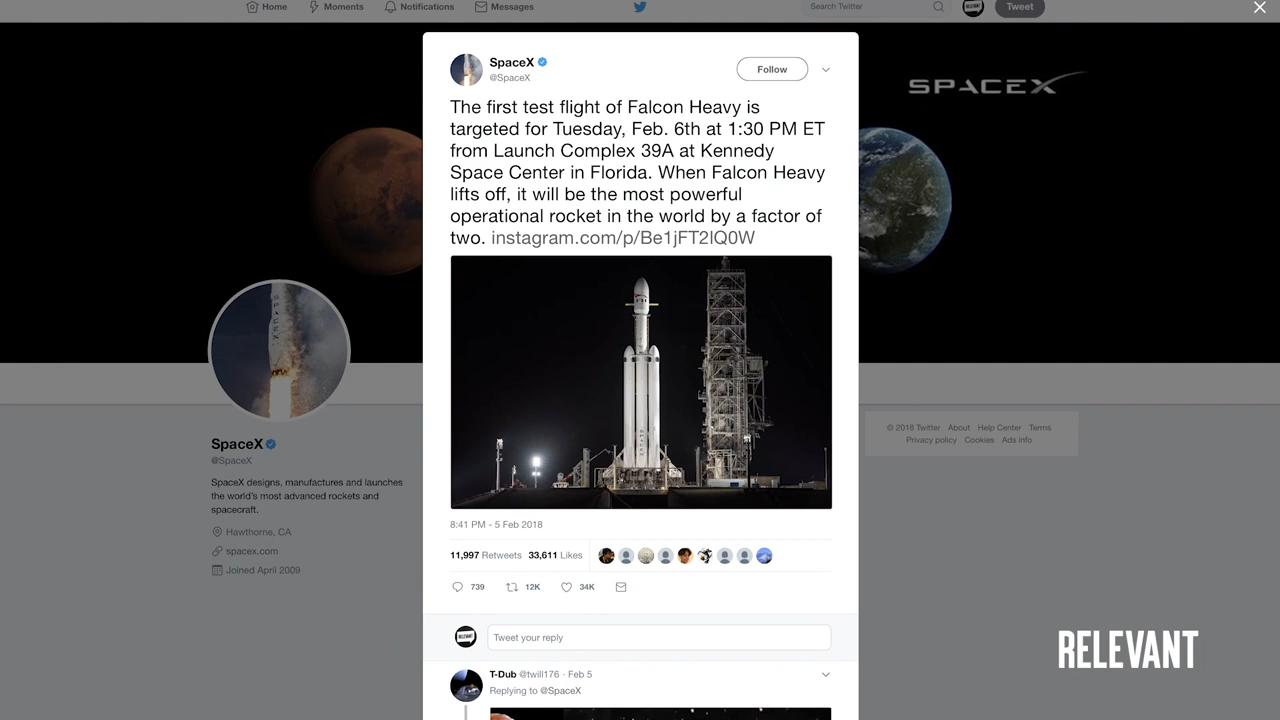 Home Moments Notifications Messages Search Twitter Tweet
SPACEX
SpaceX
@SpaceX
Follow
The first test flight of Falcon Heavy is
targeted for Tuesday, Feb. 6th at 1:30 PM ET
from Launch Complex 39A at Kennedy
Space Center in Florida. When Falcon Heavy
lifts off, it will be the most powerful
operational rocket in the world by a factor of
two. instagram.com/p/Be1jFT2lQ0W
8:41 PM - 5 Feb 2018
11,997 Retweets 33,611 Likes
739 12K 34K
RELEVANT
Tweet your reply
T-Dub @twill176 · Feb 5
Replying to @SpaceX
SPACEX
SpaceX
@SpaceX
SpaceX designs, manufactures and launches
the world's most advanced rockets and
spacecraft.
Hawthorne, CA
spacex.com
Joined April 2009
© 2018 Twitter About Help Center Terms
Privacy policy Cookies Ads info
RELEVANT